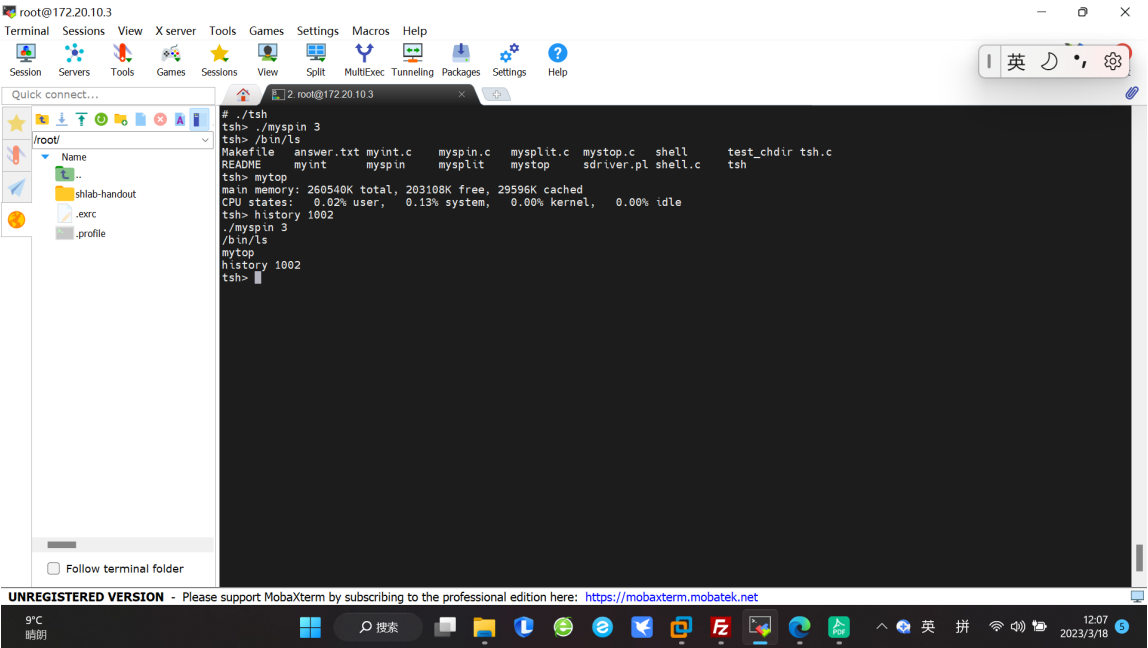 root@172.20.10.3
Terminal Sessions View X server Tools Games Settings Macros Help
Session Servers Tools Games Sessions View Split MultiExec Tunneling Packages Settings Help
英
Quick connect...
2. root@172.20.10.3
/root/
Name
..
shlab-handout
.exrc
.profile
Follow terminal folder
# ./tsh
tsh> ./myspin 3
tsh> /bin/ls
Makefile answer.txt myint.c myspin.c mysplit.c mystop.c shell test_chdir tsh.c
README myint myspin mysplit mystop sdriver.pl shell.c tsh
tsh> mytop
main memory: 260540K total, 203108K free, 29596K cached
CPU states: 0.02% user, 0.13% system, 0.00% kernel, 0.00% idle
tsh> history 1002
./myspin 3
/bin/ls
mytop
history 1002
tsh>
UNREGISTERED VERSION - Please support MobaXterm by subscribing to the professional edition here: https://mobaxterm.mobatek.net
9°C
晴朗
搜索
英 拼
12:07
2023/3/18
5